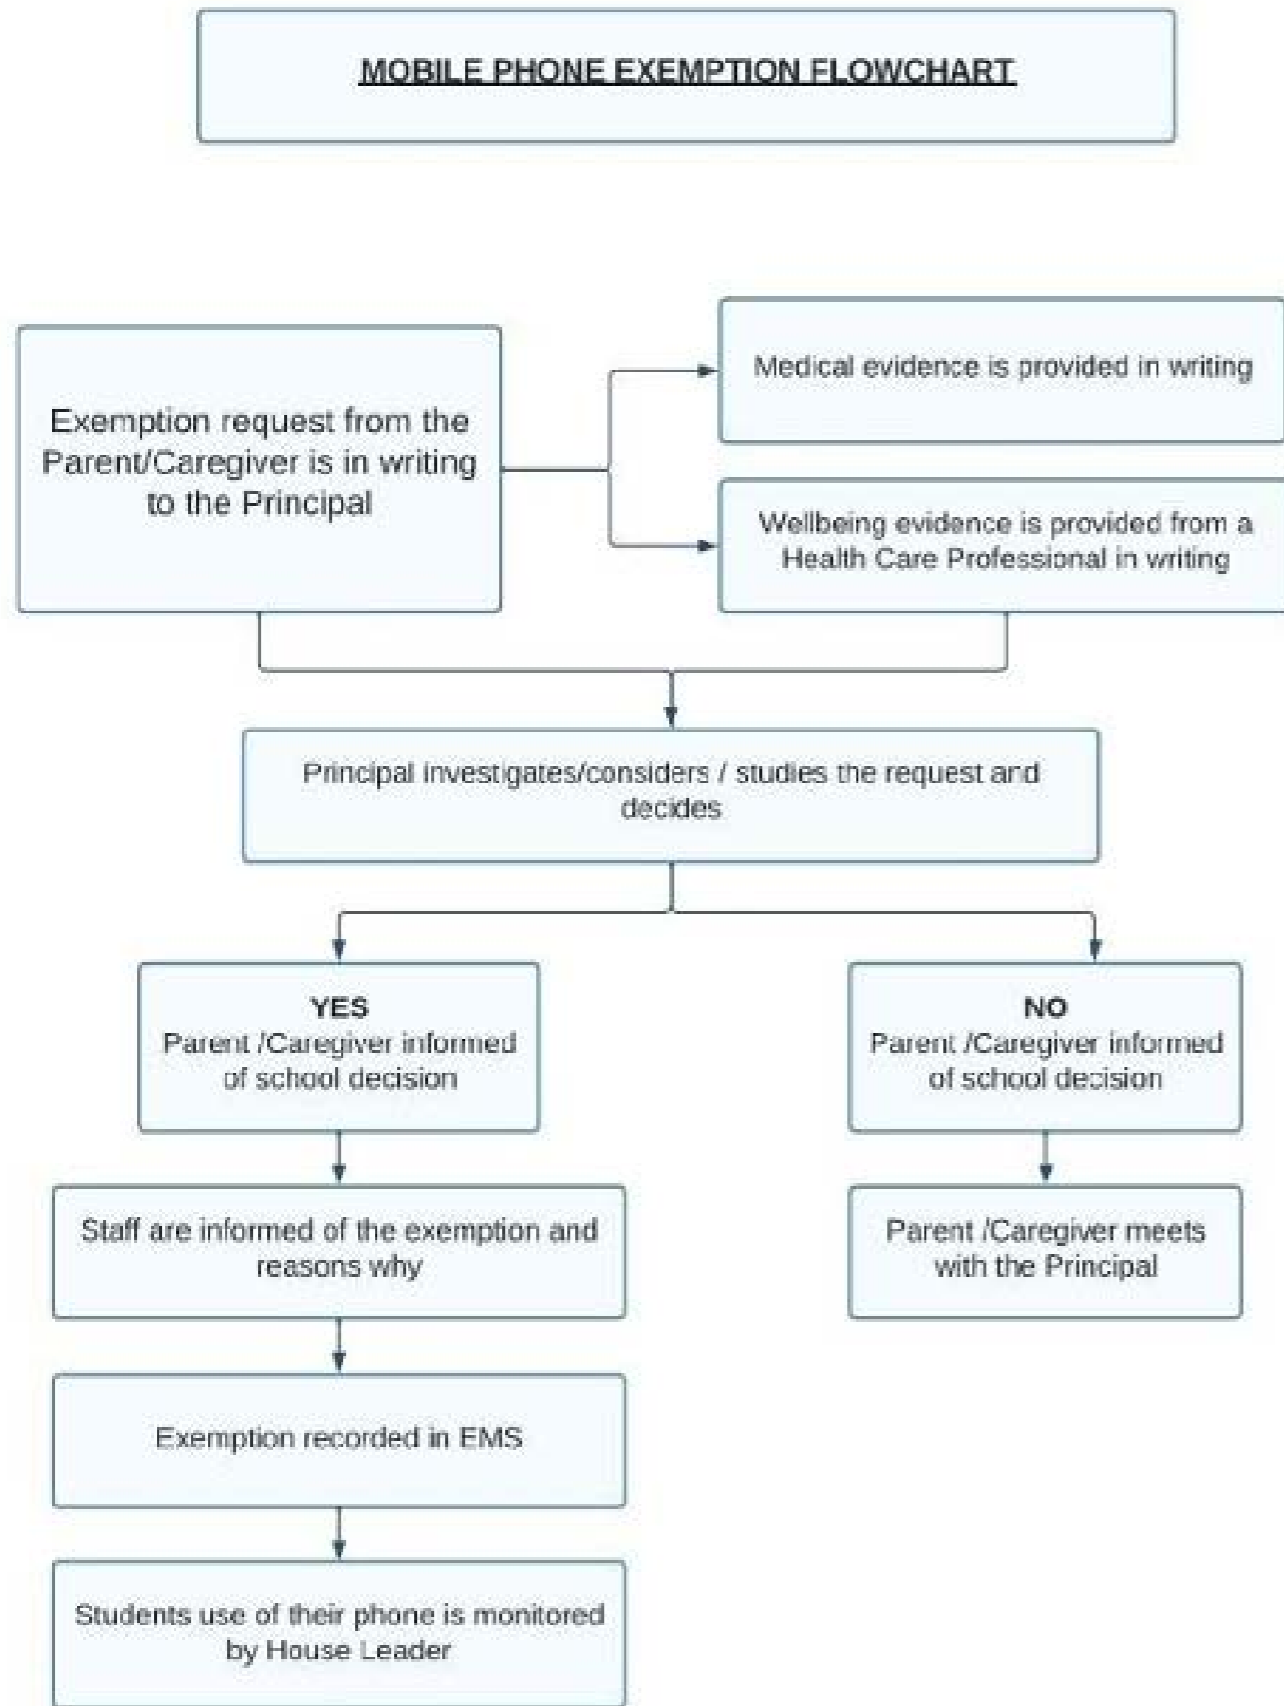 MOBILE PHONE EXEMPTION FLOWCHART
Exemption request from the
Parent/Caregiver is in writing
to the Principal
Medical evidence is provided in writing
Wellbeing evidence is provided from a
Health Care Professional in writing
Principal investigates/considers / studies the request and
decides
YES
Parent /Caregiver informed
of school decision
NO
Parent /Caregiver informed
of school decision
Staff are informed of the exemption and
reasons why
Parent /Caregiver meets
with the Principal
Exemption recorded in EMS
Students use of their phone is monitored
by House Leader